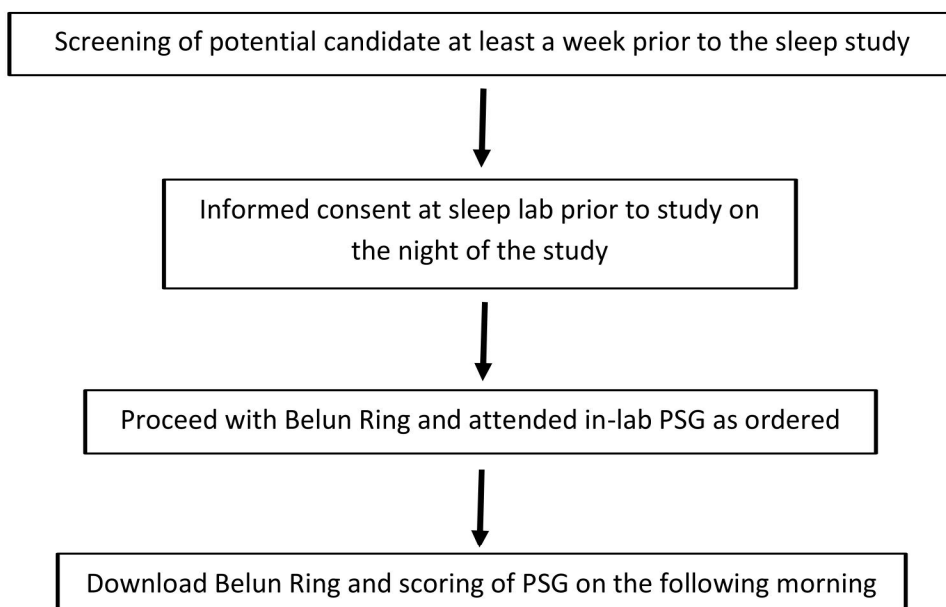 Screening of potential candidate at least a week prior to the sleep study
Informed consent at sleep lab prior to study on
the night of the study
Proceed with Belun Ring and attended in-lab PSG as ordered
Download Belun Ring and scoring of PSG on the following morning